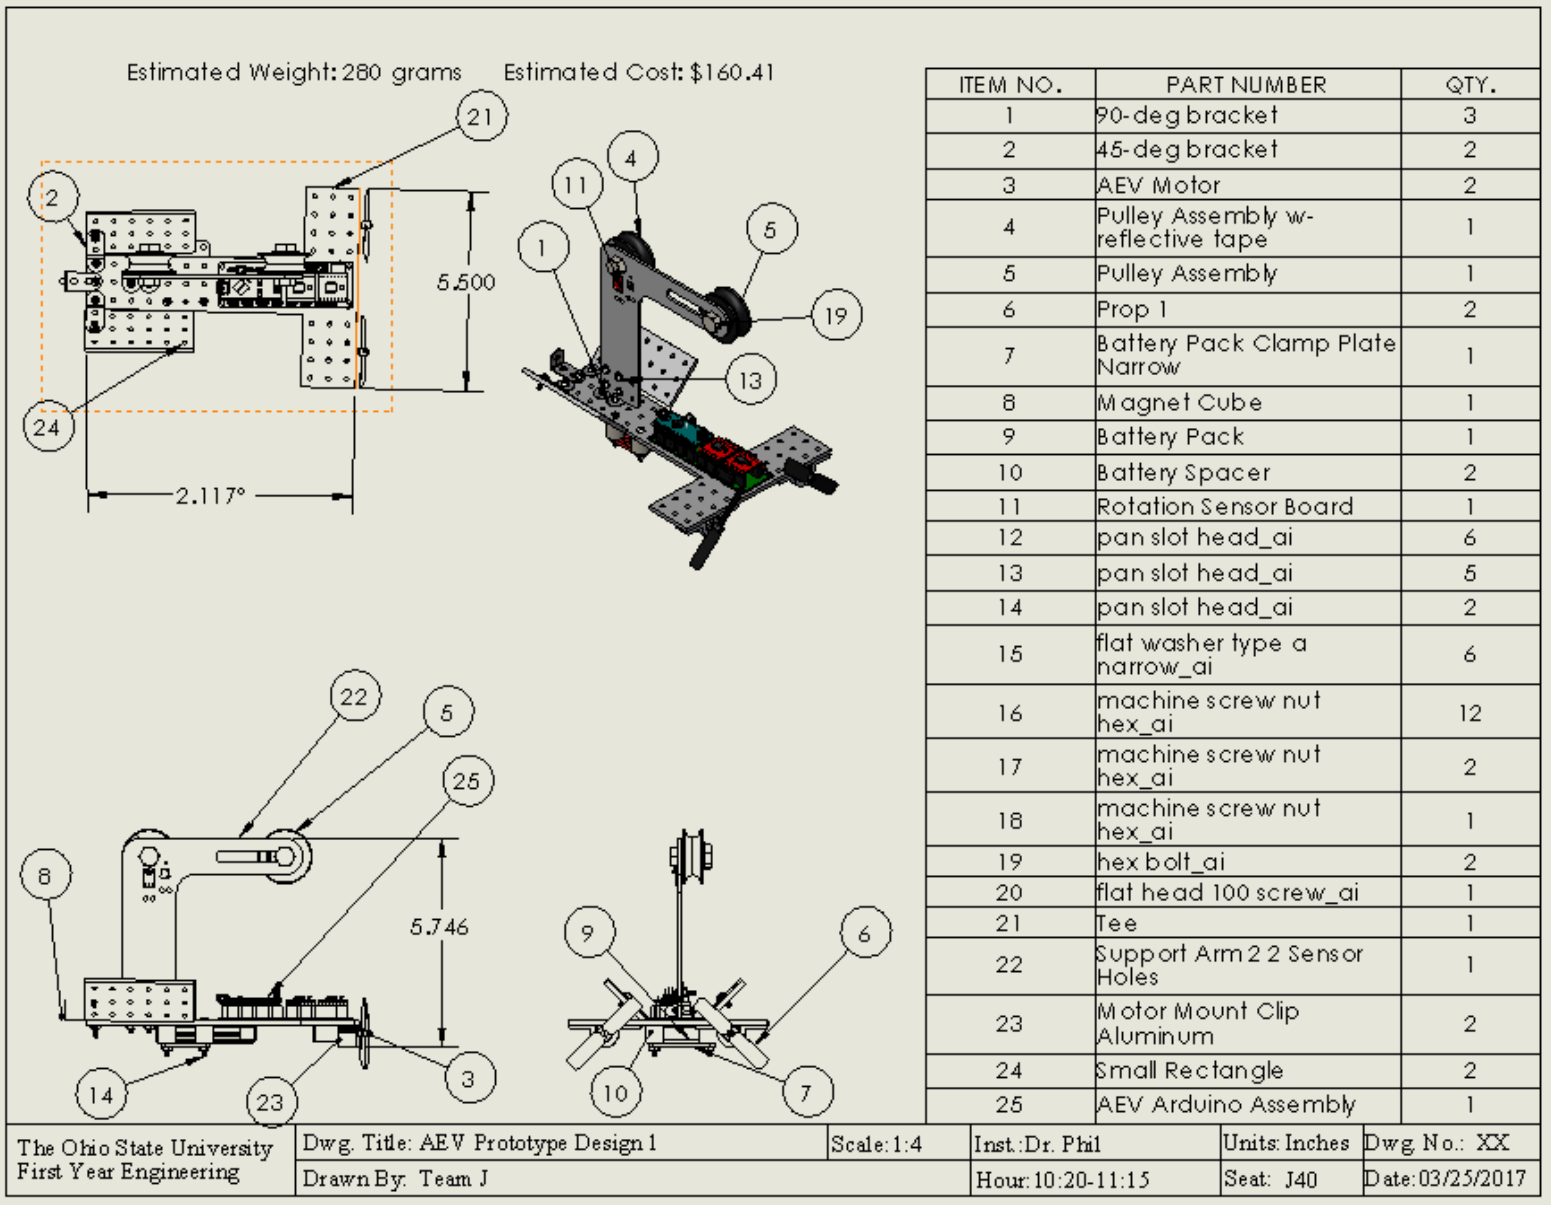 Estimated Weight: 280 grams Estimated Cost: $160.41
21
2
5.500
24
2.117°
4
11
5
1
19
13
22
5
25
8
5.746
14
23
3
9
6
10
7
ITEM NO. PART NUMBER QTY.
1 90-deg bracket 3
2 45-deg bracket 2
3 AEV Motor 2
4 Pulley Assembly w-
reflective tape 1
5 Pulley Assembly 1
6 Prop 1 2
7 Battery Pack Clamp Plate
Narrow 1
8 Magnet Cube 1
9 Battery Pack 1
10 Battery Spacer 2
11 Rotation Sensor Board 1
12 pan slot head_ai 6
13 pan slot head_ai 5
14 pan slot head_ai 2
15 flat washer type a
narrow_ai 6
16 machine screw nut
hex_ai 12
17 machine screw nut
hex_ai 2
18 machine screw nut
hex_ai 1
19 hex bolt_ai 2
20 flat head 100 screw_ai 1
21 Tee 1
22 Support Arm 2 2 Sensor
Holes 1
23 Motor Mount Clip
Aluminum 2
24 Small Rectangle 2
25 AEV Arduino Assembly 1
The Ohio State University
First Year Engineering
Dwg. Title: AEV Prototype Design 1
Drawn By: Team J
Scale: 1:4
Inst.: Dr. Phil
Hour: 10:20-11:15
Units: Inches
Seat: J40
Dwg. No.: XX
Date: 03/25/2017